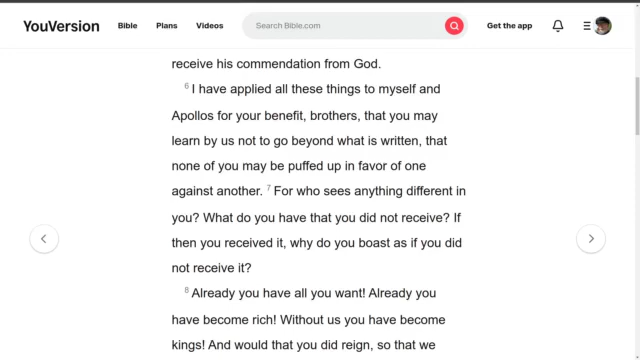 YouVersion Bible Plans Videos Search Bible.com Get the app
receive his commendation from God.
6 I have applied all these things to myself and
Apollos for your benefit, brothers, that you may
learn by us not to go beyond what is written, that
none of you may be puffed up in favor of one
against another. 7 For who sees anything different in
you? What do you have that you did not receive? If
then you received it, why do you boast as if you did
not receive it?
8 Already you have all you want! Already you
have become rich! Without us you have become
kings! And would that you did reign, so that we